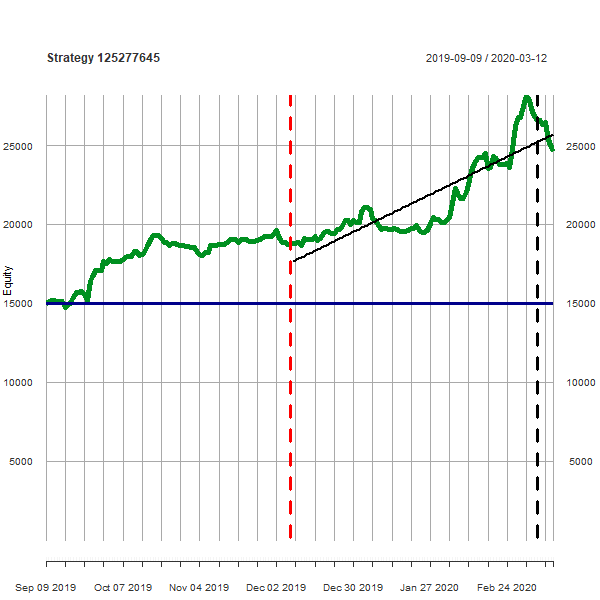 Strategy 125277645
2019-09-09 / 2020-03-12
25000
25000
20000
20000
Equity
15000
15000
10000
10000
5000
5000
Sep 09 2019
Oct 07 2019
Nov 04 2019
Dec 02 2019
Dec 30 2019
Jan 27 2020
Feb 24 2020